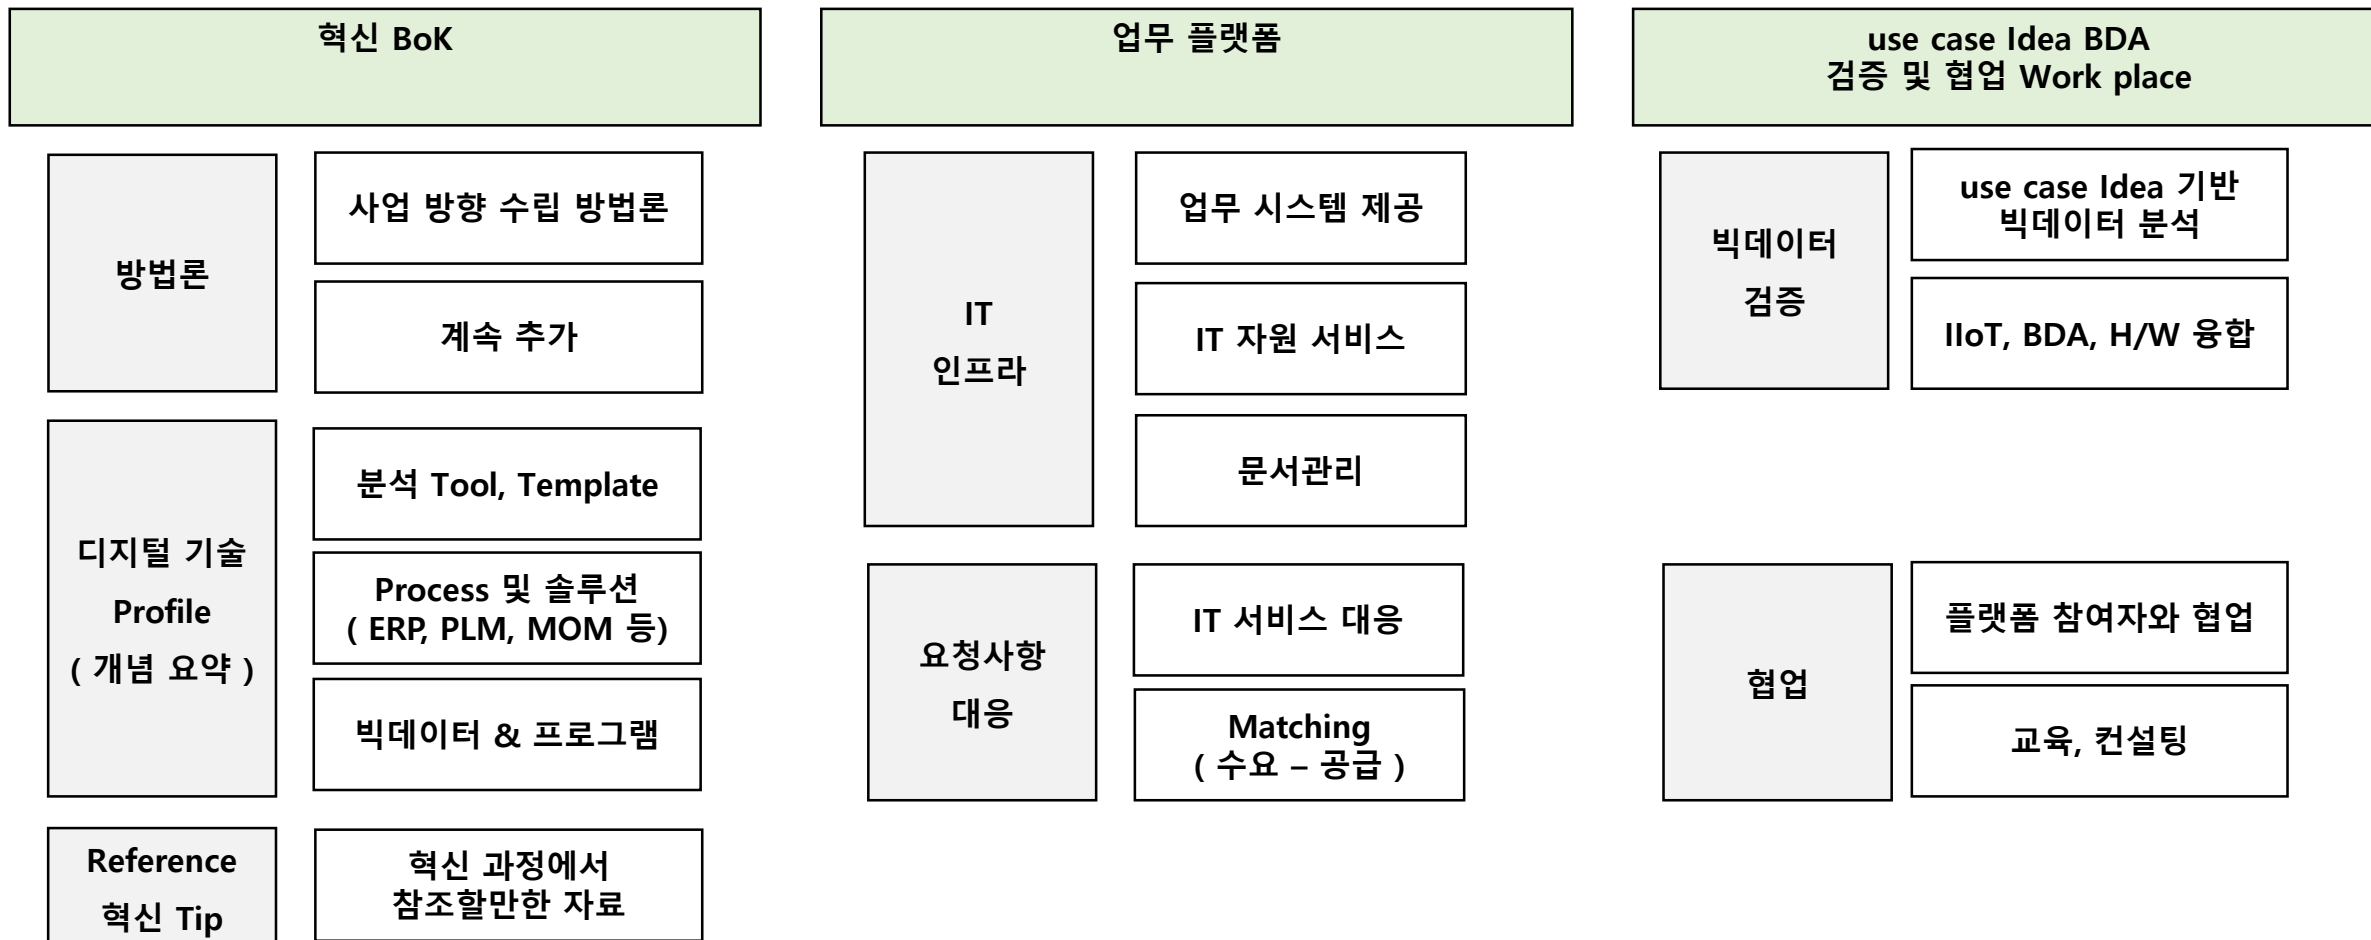 혁신 BoK
방법론
사업 방향 수립 방법론
계속 추가
디지털 기술
Profile
( 개념 요약 )
분석 Tool, Template
Process 및 솔루션
( ERP, PLM, MOM 등)
빅데이터 & 프로그램
Reference
혁신 Tip
혁신 과정에서
참조할만한 자료
업무 플랫폼
IT
인프라
업무 시스템 제공
IT 자원 서비스
문서관리
요청사항
대응
IT 서비스 대응
Matching
( 수요 – 공급 )
use case Idea BDA
검증 및 협업 Work place
빅데이터
검증
use case Idea 기반
빅데이터 분석
IIoT, BDA, H/W 융합
협업
플랫폼 참여자와 협업
교육, 컨설팅